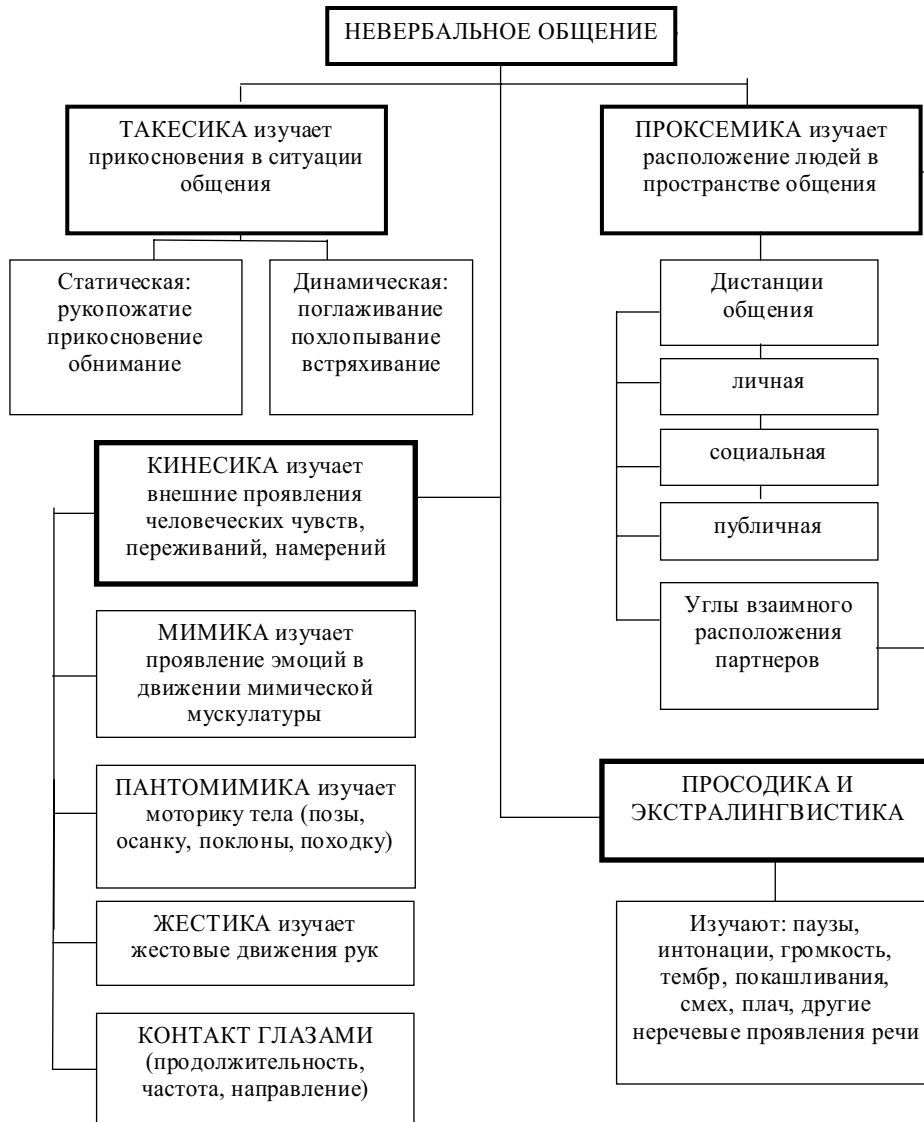 НЕВЕРБАЛЬНОЕ ОБЩЕНИЕ
ТАКЕСИКА изучает
прикосновения в ситуации
общения
ПРОКСЕМИКА изучает
расположение людей в
пространстве общения
Статическая:
рукопожатие
прикосновение
обнимание
Динамическая:
поглаживание
похлопывание
встряхивание
Дистанции
общения
личная
социальная
публичная
Углы взаимного
расположения
партнеров
КИНЕСИКА изучает
внешние проявления
человеческих чувств,
переживаний, намерений
МИМИКА изучает
проявление эмоций в
движении мимической
мускулатуры
ПАНТОМИМИКА изучает
моторику тела (позы,
осанку, поклоны, походку)
ЖЕСТИКА изучает
жестовые движения рук
КОНТАКТ ГЛАЗАМИ
(продолжительность,
частота, направление)
ПРОСОДИКА И
ЭКСТРАЛИНГВИСТИКА
Изучают: паузы,
интонации, громкость,
тембр, покашливания,
смех, плач, другие
неречевые проявления речи